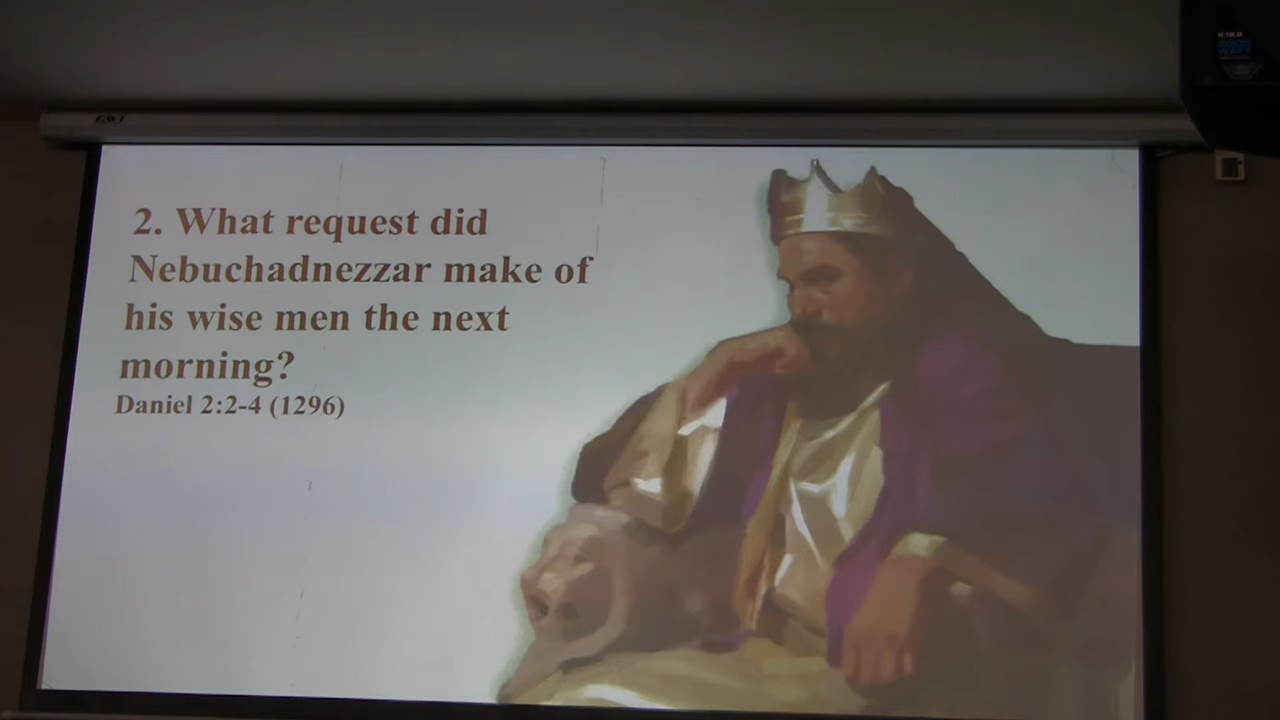 2. What request did
Nebuchadnezzar make of
his wise men the next
morning?
Daniel 2:2-4 (1296)